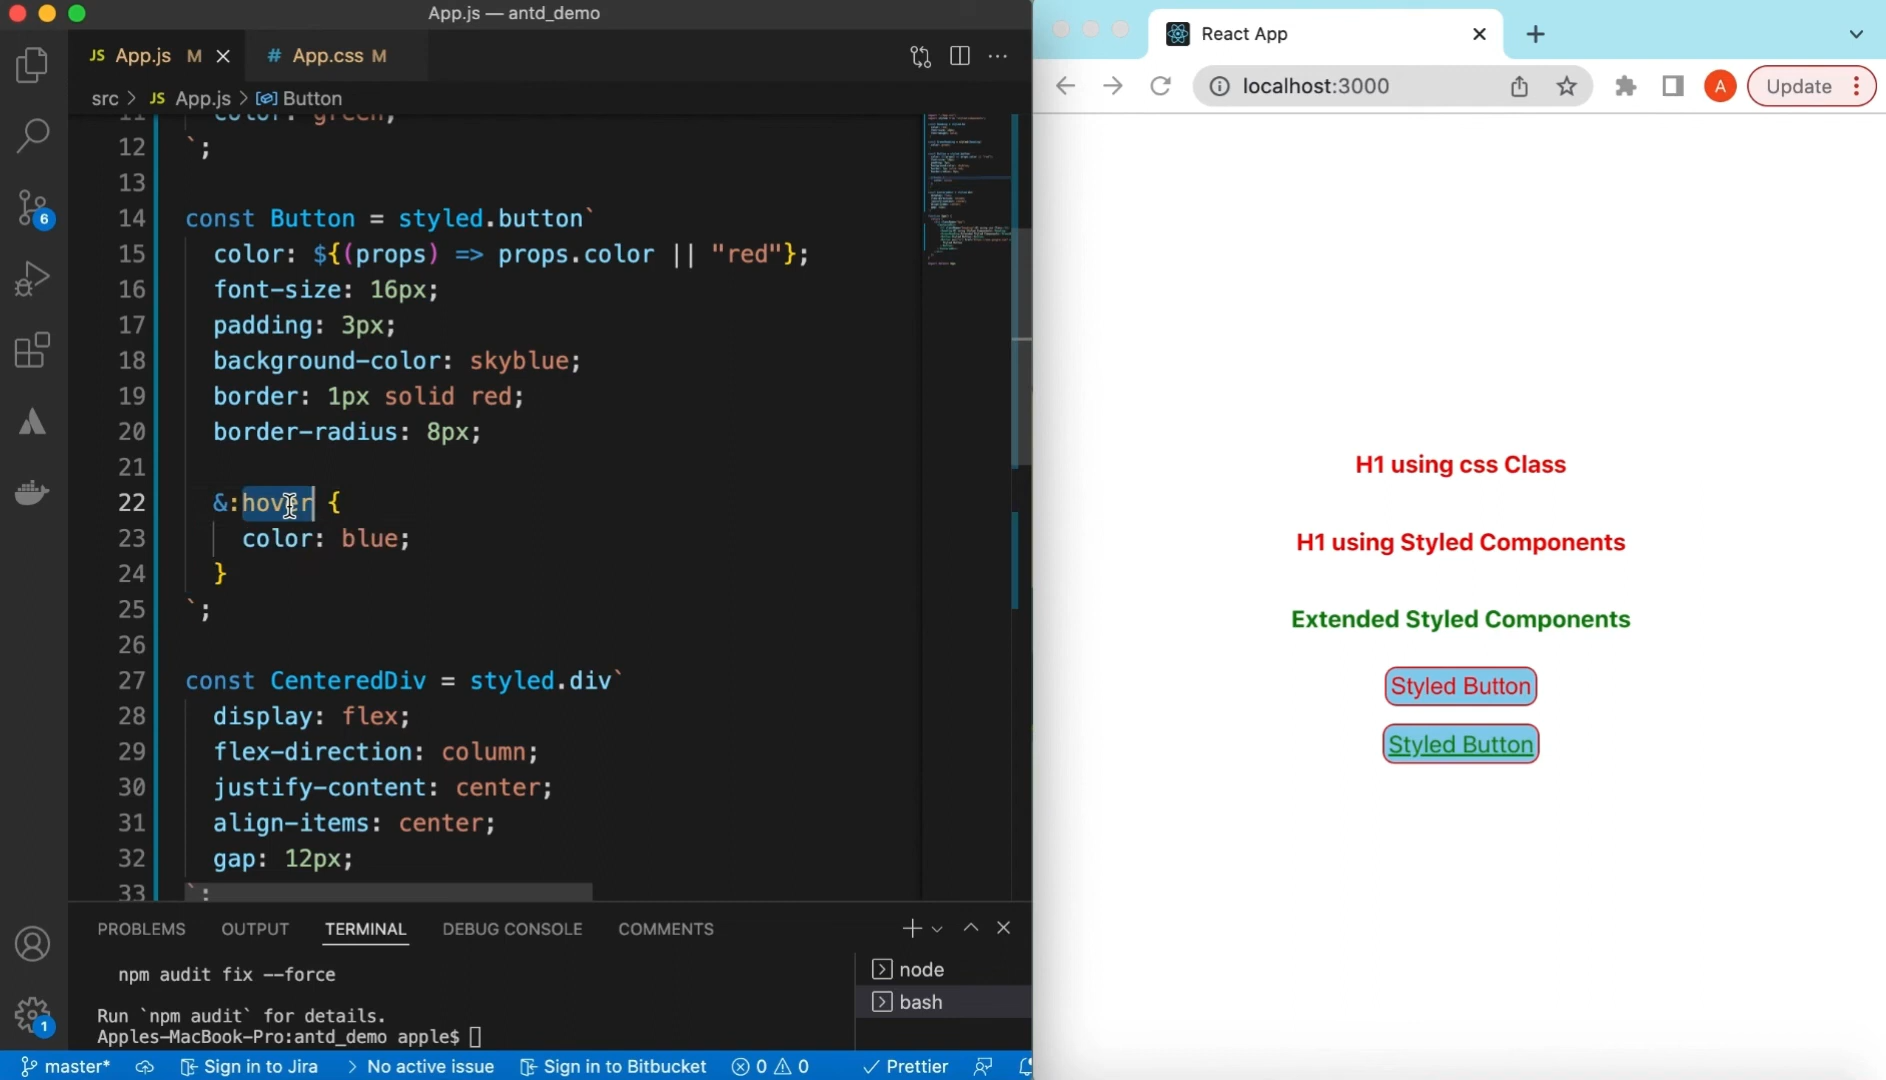 App.js — antd_demo
JS App.js M
# App.css M
src > JS App.js > Button
11 color: green;
12 `;
13
14 const Button = styled.button`
15 color: ${(props) => props.color || "red"};
16 font-size: 16px;
17 padding: 3px;
18 background-color: skyblue;
19 border: 1px solid red;
20 border-radius: 8px;
21
22 &:hover {
23 color: blue;
24 }
25 `;
26
27 const CenteredDiv = styled.div`
28 display: flex;
29 flex-direction: column;
30 justify-content: center;
31 align-items: center;
32 gap: 12px;
33 `;
6
1
PROBLEMS OUTPUT TERMINAL DEBUG CONSOLE COMMENTS
npm audit fix --force
Run `npm audit` for details.
Apples-MacBook-Pro:antd_demo apple$
node
bash
master* Sign in to Jira > No active issue Sign in to Bitbucket 0 0 Prettier
React App
localhost:3000
A
Update
H1 using css Class
H1 using Styled Components
Extended Styled Components
Styled Button
Styled Button